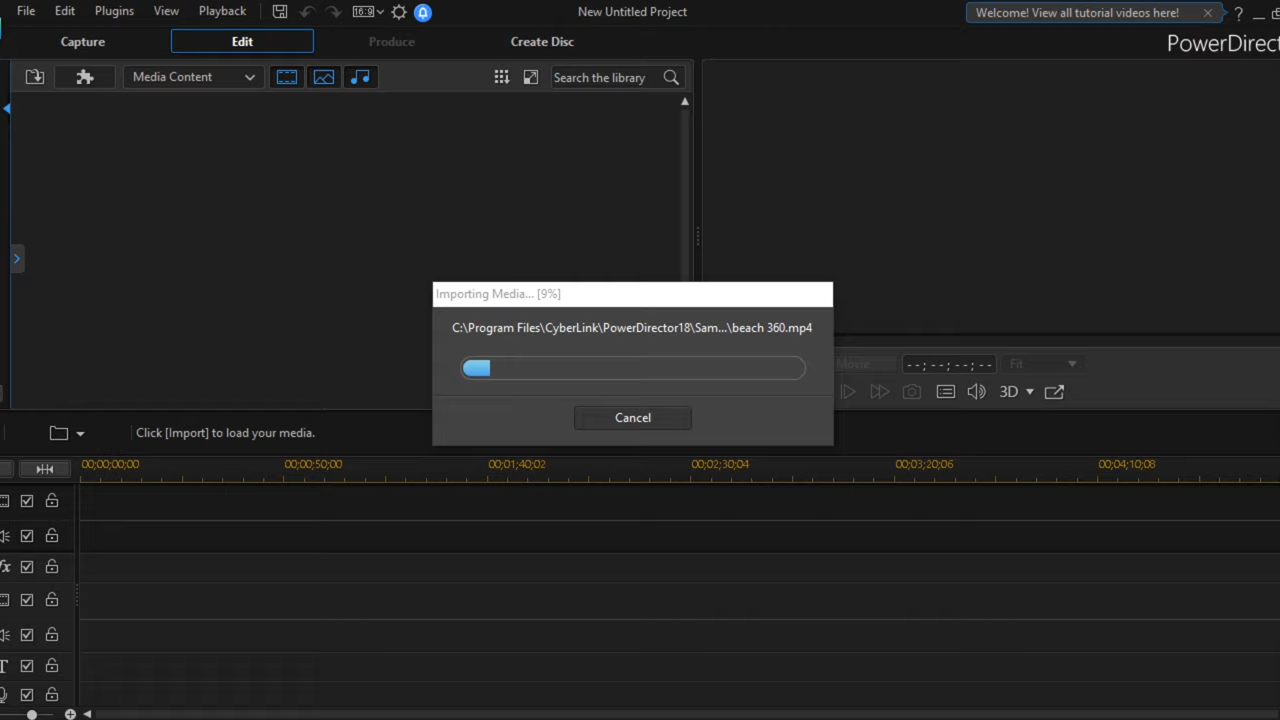 File Edit Plugins View Playback 16:9 New Untitled Project Welcome! View all tutorial videos here! ?
Capture Edit Produce Create Disc PowerDirect
Media Content Search the library
Importing Media... [9%]
C:\Program Files\CyberLink\PowerDirector18\Sam...\beach 360.mp4
Movie --;--;--;-- Fit
3D
Cancel
Click [Import] to load your media.
00;00;00;00 00;00;50;00 00;01;40;02 00;02;30;04 00;03;20;06 00;04;10;08
fx
T